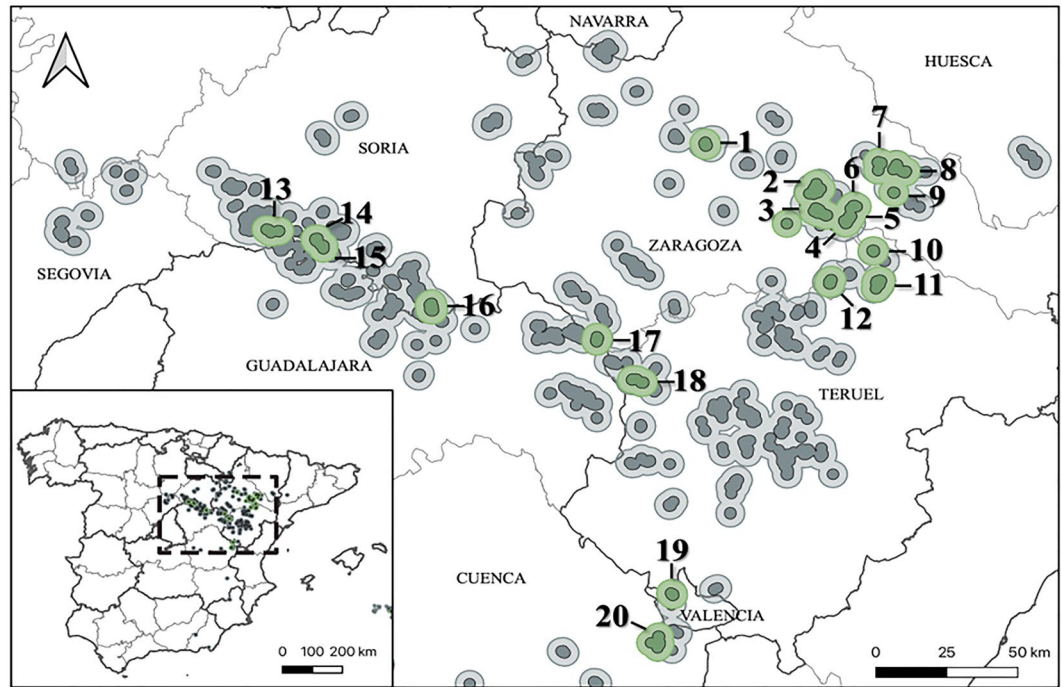 NAVARRA
HUESCA
7
1
SORIA
6
8
2
13
9
3
14
5
4
ZARAGOZA
10
15
SEGOVIA
11
16
12
17
GUADALAJARA
18
TERUEL
19
CUENCA
20
VALENCIA
0 100 200 km
0 25 50 km